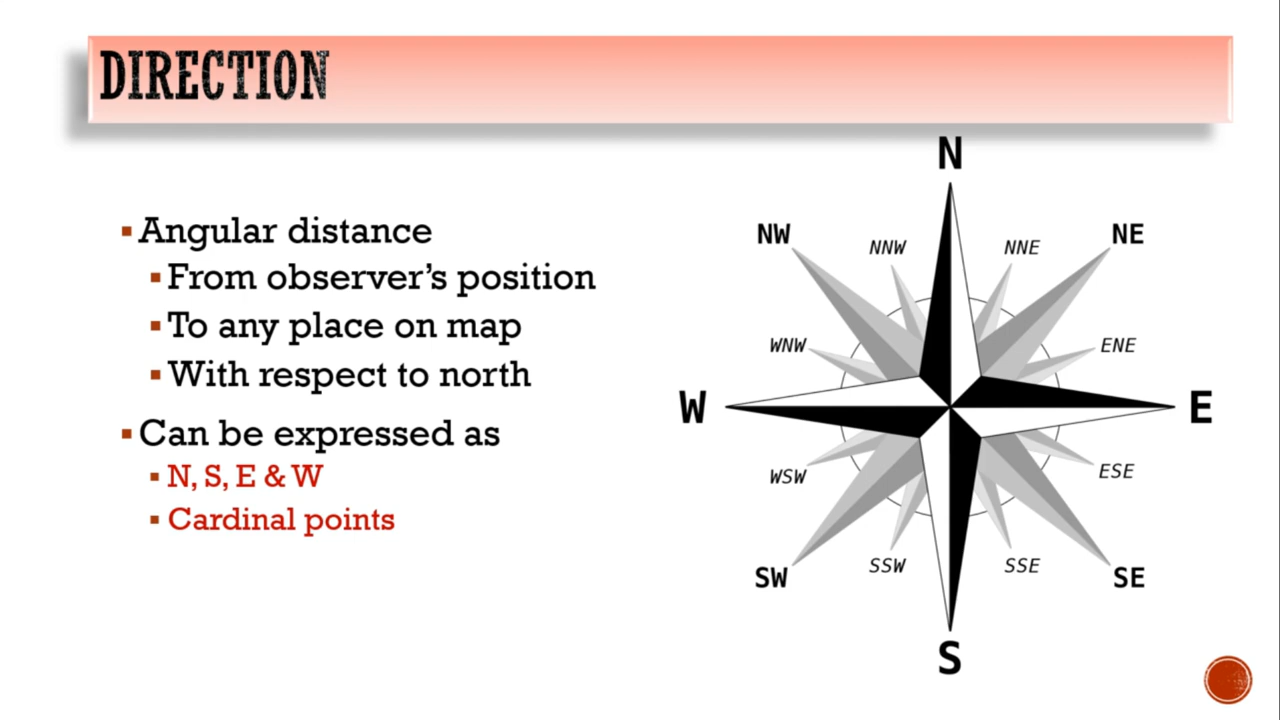 DIRECTION
Angular distance
From observer’s position
To any place on map
With respect to north
Can be expressed as
N, S, E & W
Cardinal points
N
NW
NNW
NNE
NE
WNW
ENE
W
E
WSW
ESE
SW
SSW
SSE
SE
S